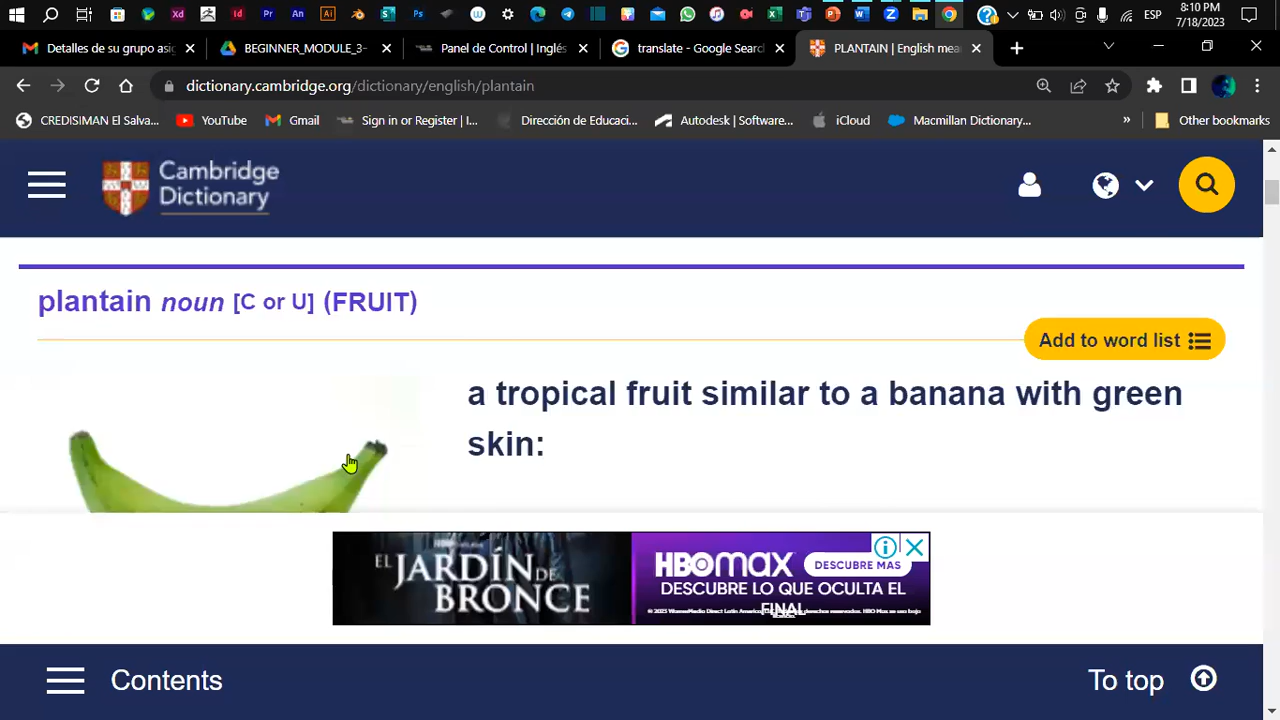 8:10 PM
ESP
7/18/2023
Detalles de su grupo asig
BEGINNER_MODULE_3-
Panel de Control | Inglés
translate - Google Search
PLANTAIN | English mea
dictionary.cambridge.org/dictionary/english/plantain
CREDISIMAN El Salva...
YouTube
Gmail
Sign in or Register | I...
Dirección de Educaci...
Autodesk | Software...
iCloud
Macmillan Dictionary...
»
Other bookmarks
Cambridge
Dictionary
plantain noun [C or U] (FRUIT)
Add to word list
a tropical fruit similar to a banana with green
skin:
EL JARDÍN DE
BRONCE
HBOMAX
DESCUBRE MÁS
DESCUBRE LO QUE OCULTA EL
FINAL
Contents
To top